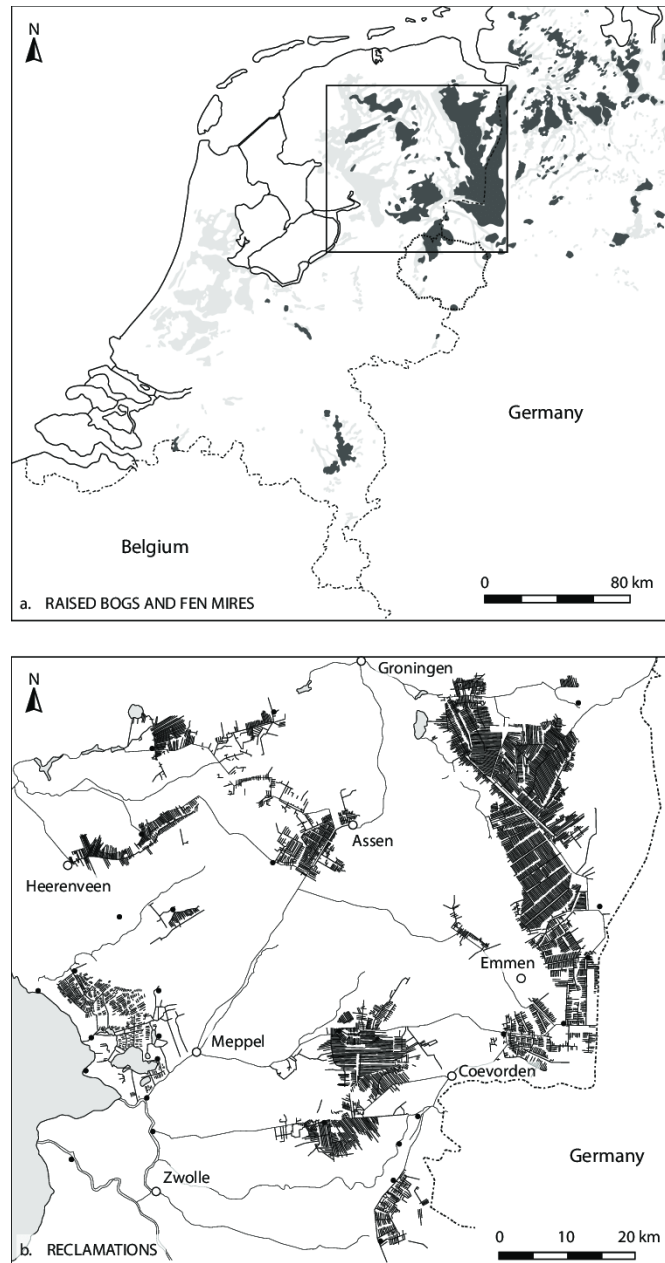 N
Germany
Belgium
0 80 km
a. RAISED BOGS AND FEN MIRES
N
Groningen
Assen
Heerenveen
Emmen
Meppel
Coevorden
Germany
Zwolle
0 10 20 km
b. RECLAMATIONS